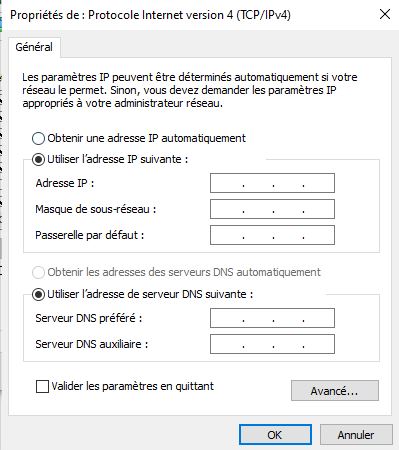 Propriétés de : Protocole Internet version 4 (TCP/IPv4)
Général
Les paramètres IP peuvent être déterminés automatiquement si votre
réseau le permet. Sinon, vous devez demander les paramètres IP
appropriés à votre administrateur réseau.
Obtenir une adresse IP automatiquement
Utiliser l'adresse IP suivante :
Adresse IP :
Masque de sous-réseau :
Passerelle par défaut :
Obtenir les adresses des serveurs DNS automatiquement
Utiliser l'adresse de serveur DNS suivante :
Serveur DNS préféré :
Serveur DNS auxiliaire :
Valider les paramètres en quittant
Avancé...
OK
Annuler